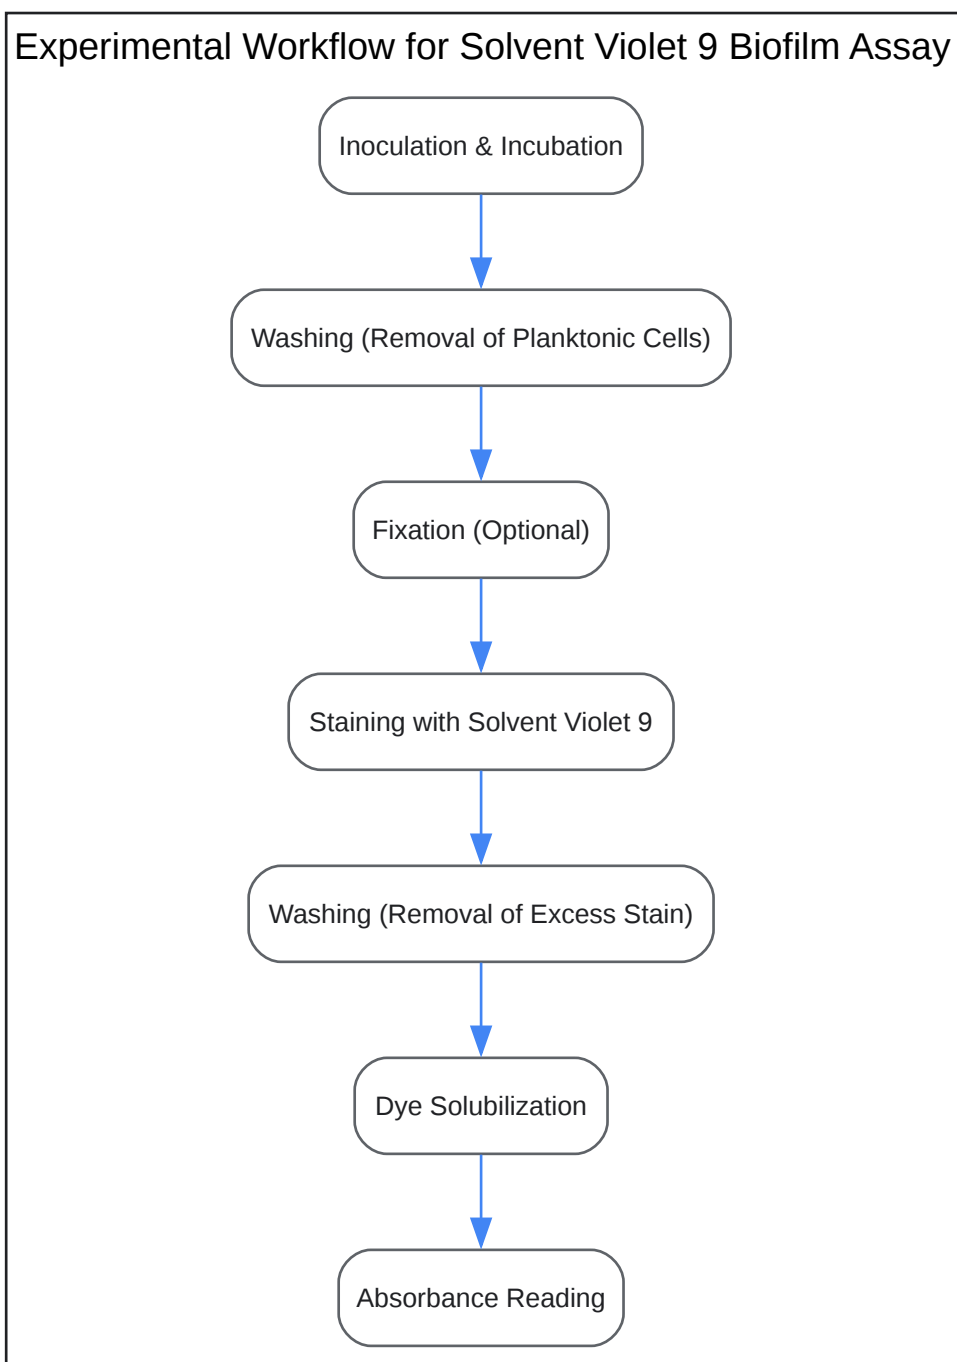 Experimental Workflow for Solvent Violet 9 Biofilm Assay
Inoculation & Incubation
Washing (Removal of Planktonic Cells)
Fixation (Optional)
Staining with Solvent Violet 9
Washing (Removal of Excess Stain)
Dye Solubilization
Absorbance Reading